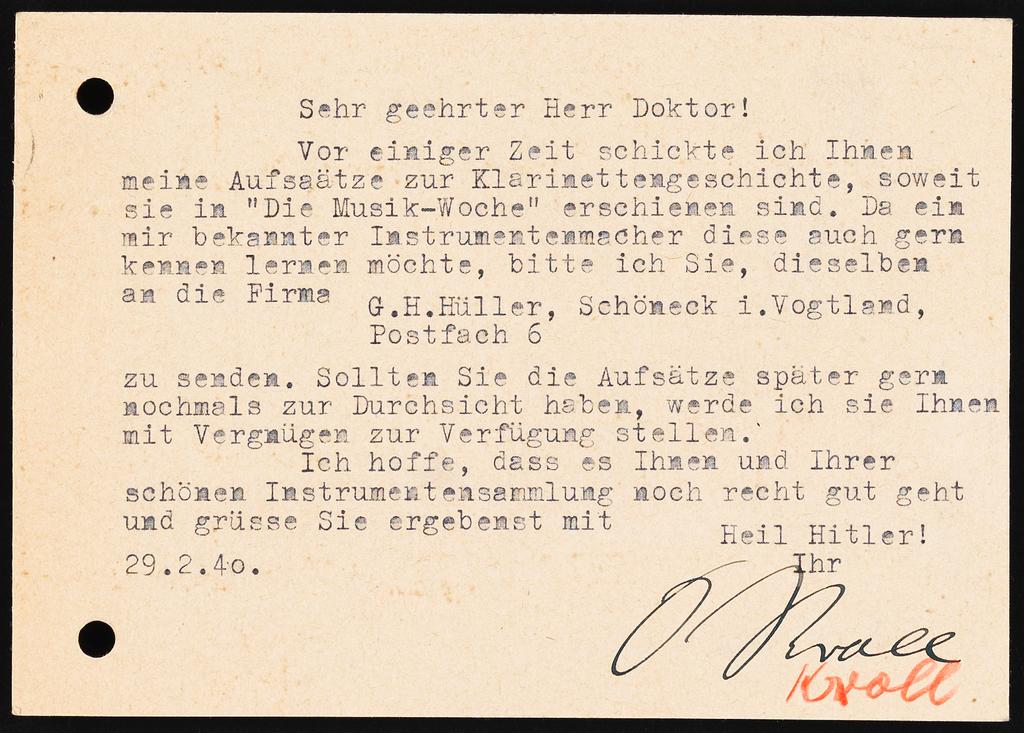 Sehr geehrter Herr Doktor!
Vor einiger Zeit schickte ich Ihnen
meine Aufsaätze zur Klarinettengeschichte, soweit
sie in "Die Musik-Woche" erschienen sind. Da ein
mir bekannter Instrumentenmacher diese auch gern
kennen lernen möchte, bitte ich Sie, dieselben
an die Firma
G.H.Hüller, Schöneck i.Vogtland,
Postfach 6
zu senden. Sollten Sie die Aufsätze später gern
nochmals zur Durchsicht haben, werde ich sie Ihnen
mit Vergnügen zur Verfügung stellen.
Ich hoffe, dass es Ihnen und Ihrer
schönen Instrumentensammlung noch recht gut geht
und grüsse Sie ergebenst mit
Heil Hitler!
29.2.40.
Ihr
O Kroll
Kroll